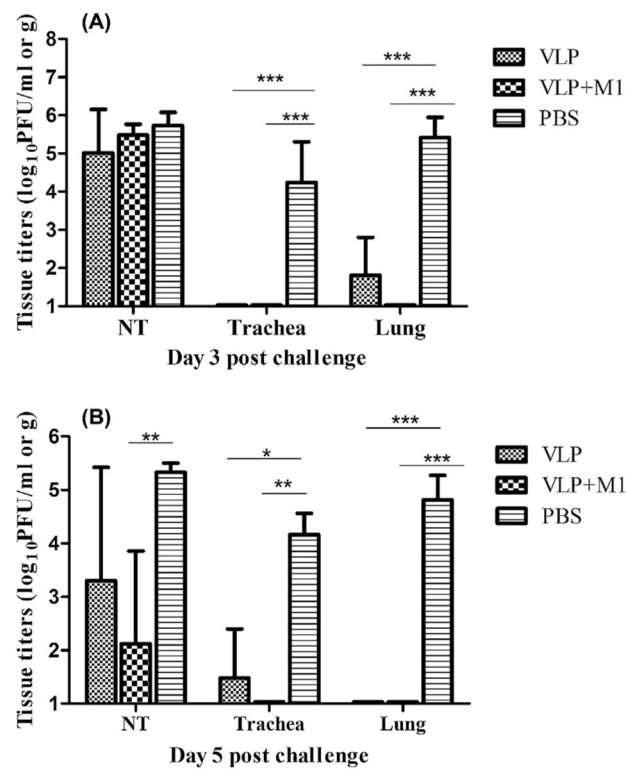 (A)
Tissue titers (log10PFU/ml or g)
8
7
6
5
4
3
2
1
***
***
***
***
VLP
VLP+M1
PBS
NT Trachea Lung
Day 3 post challenge
(B)
Tissue titers (log10PFU/ml or g)
6
5
4
3
2
1
**
*
**
***
***
VLP
VLP+M1
PBS
NT Trachea Lung
Day 5 post challenge